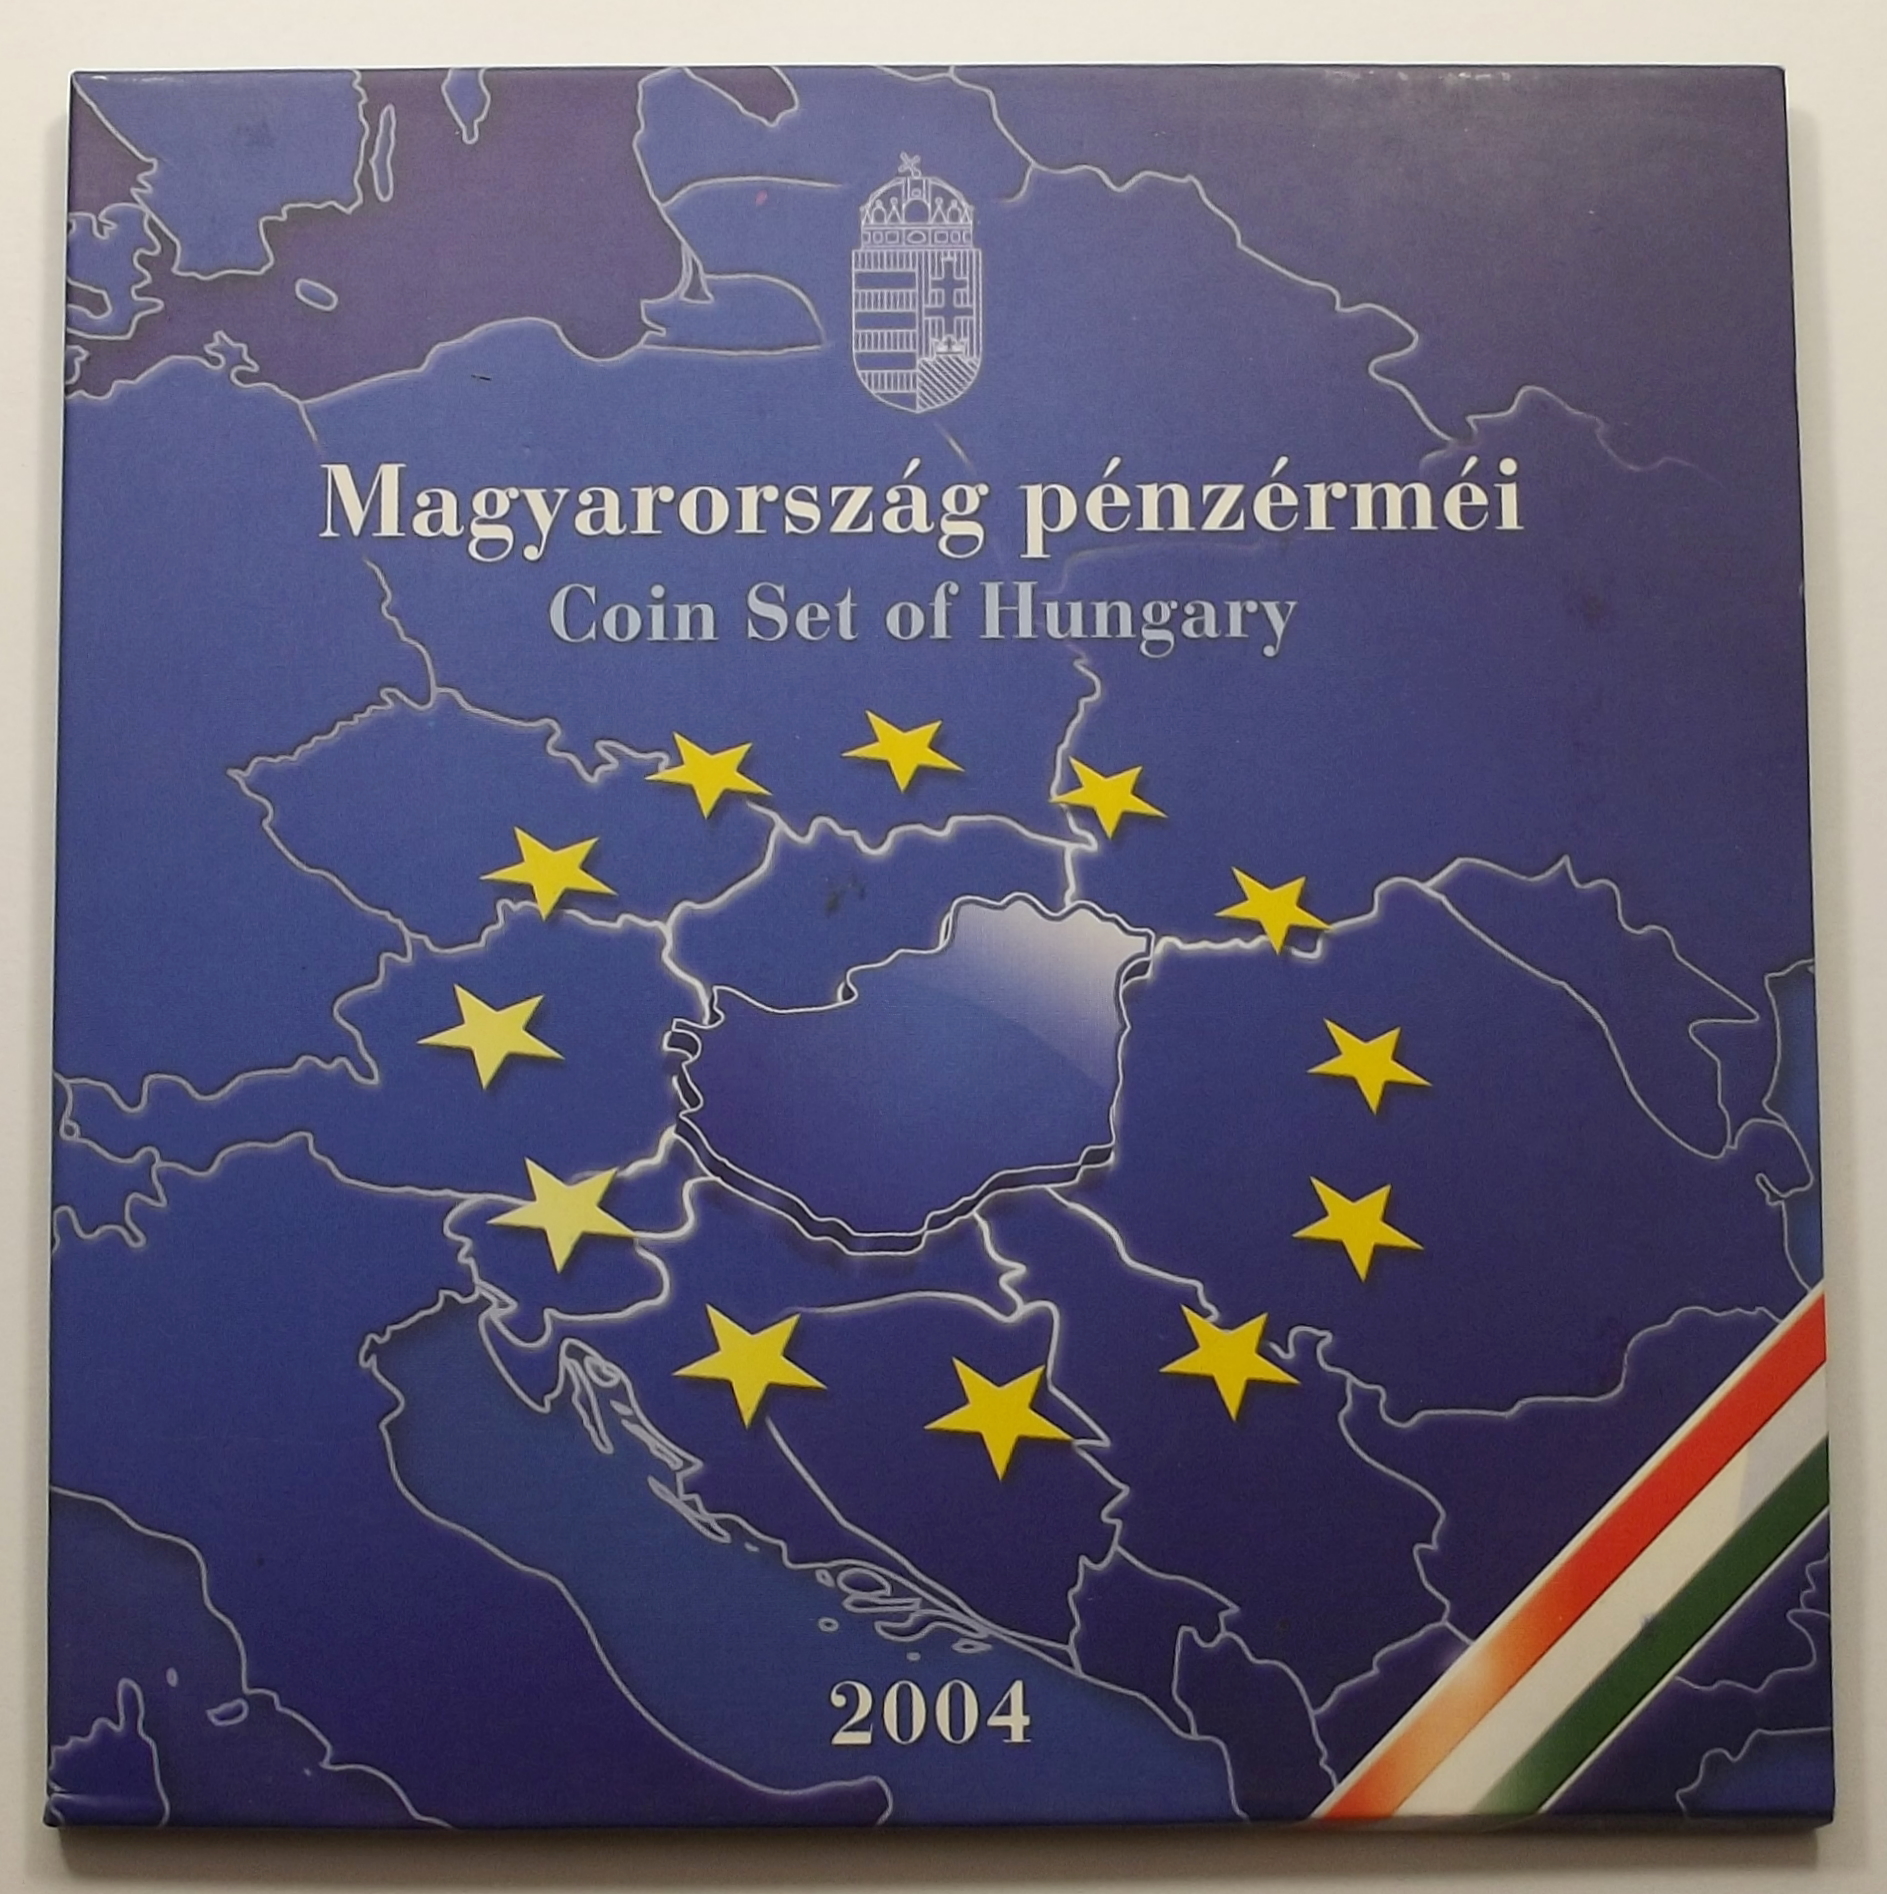 Magyarország pénzérméi
Coin Set of Hungary
2004